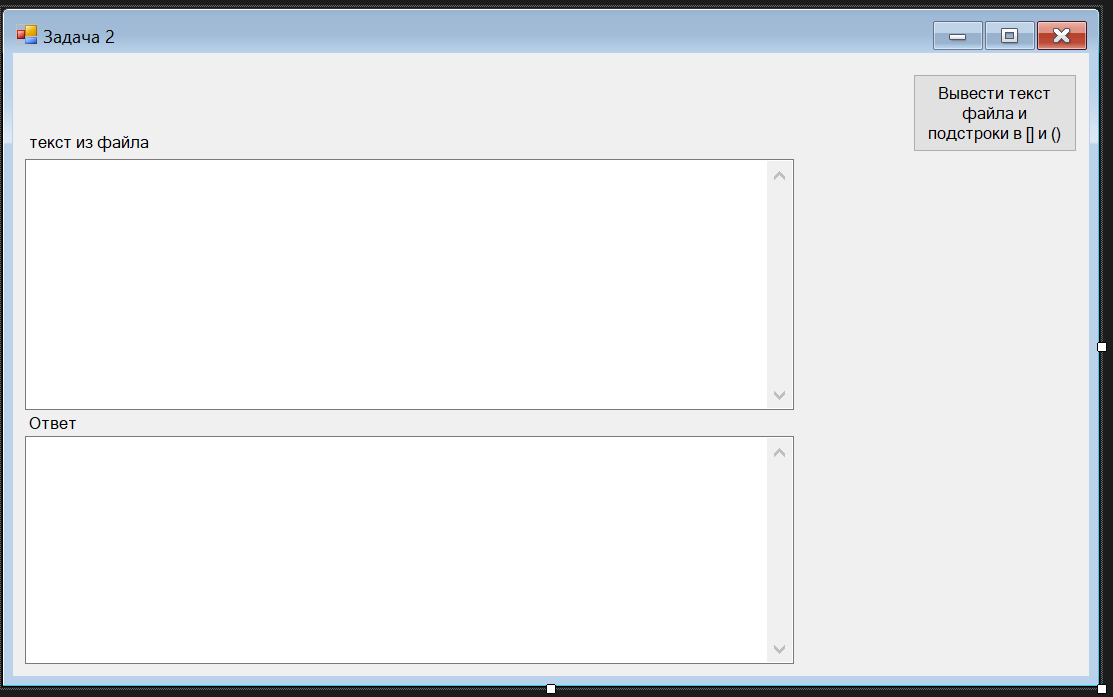 Задача 2
Вывести текст
файла и
подстроки в [] и ()
текст из файла
Ответ